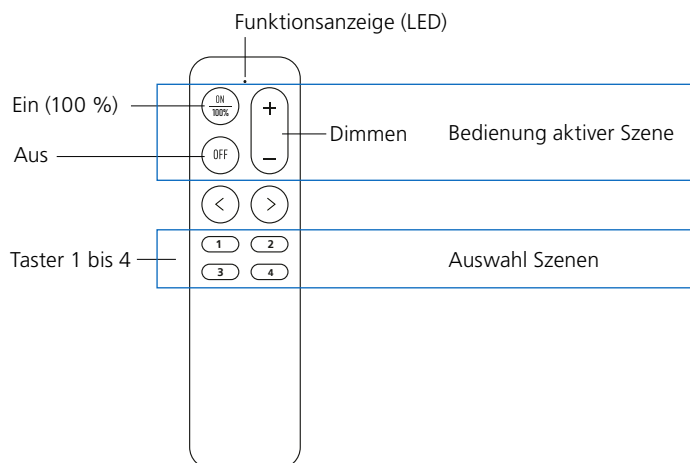 Funktionsanzeige (LED)
Ein (100 %)
ON
100%
+
Dimmen
Bedienung aktiver Szene
Aus
OFF
–
< >
Taster 1 bis 4
1 2
3 4
Auswahl Szenen